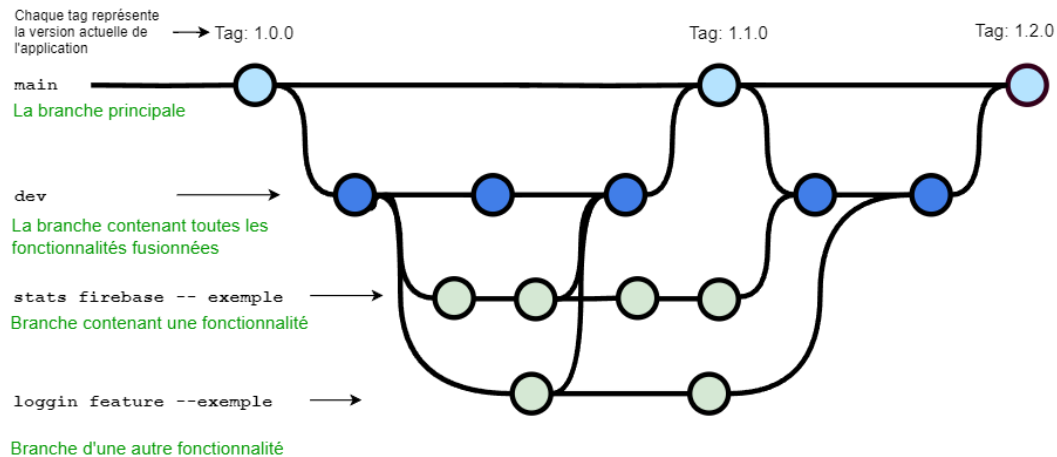 Chaque tag représente
la version actuelle de
l'application
Tag: 1.0.0
Tag: 1.1.0
Tag: 1.2.0
main
La branche principale
dev
La branche contenant toutes les
fonctionnalités fusionnées
stats firebase -- exemple
Branche contenant une fonctionnalité
loggin feature --exemple
Branche d'une autre fonctionnalité